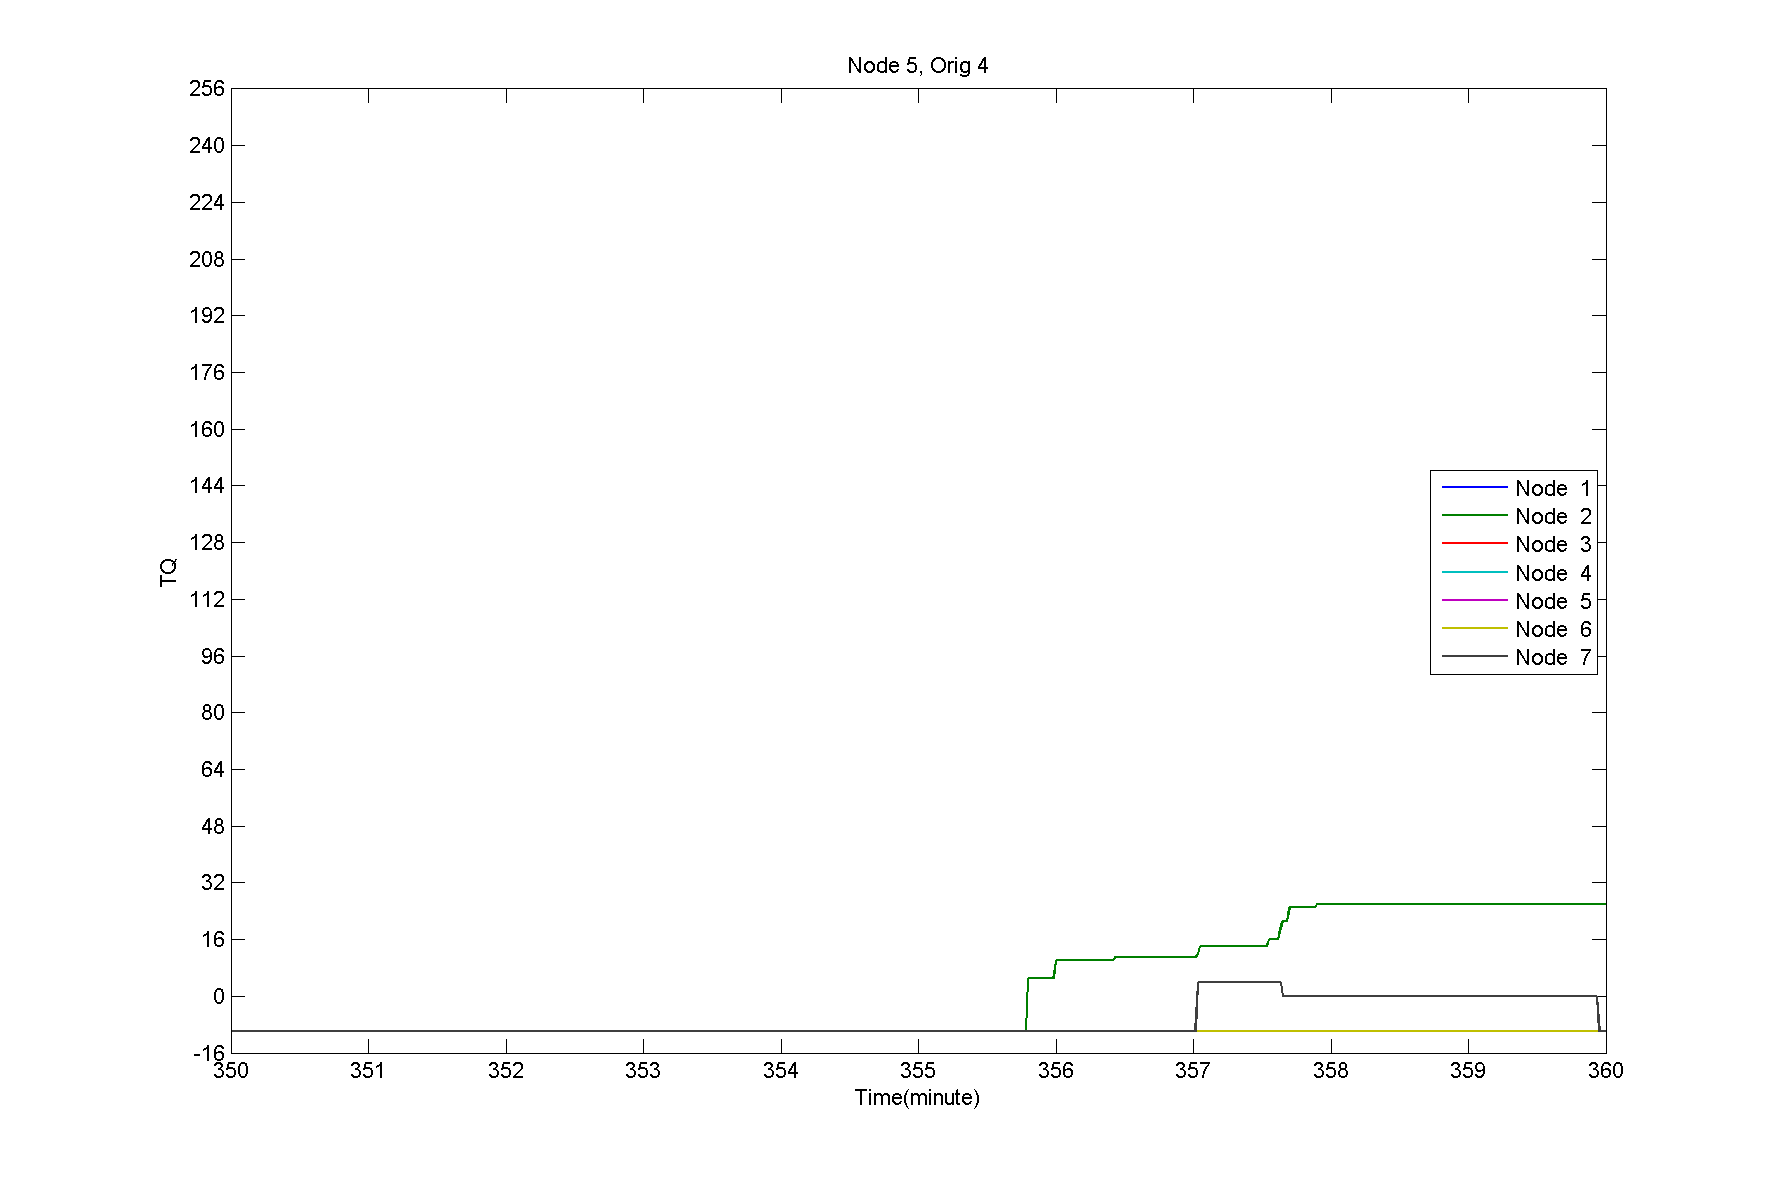 Node 5, Orig 4
256
240
224
208
192
176
160
144
128
112
96
80
64
48
32
16
0
-16
TQ
Node 1
Node 2
Node 3
Node 4
Node 5
Node 6
Node 7
350 351 352 353 354 355 356 357 358 359 360
Time(minute)